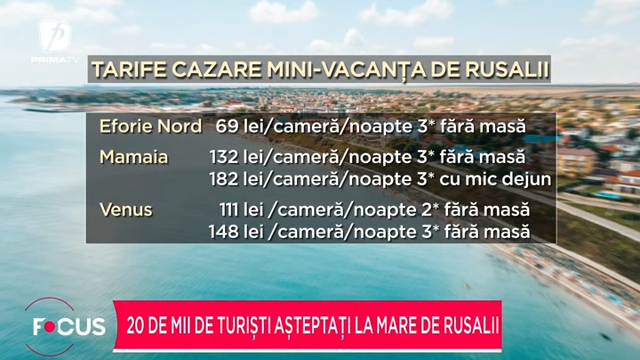 PRIMATV
TARIFE CAZARE MINI-VACANȚA DE RUSALII
Eforie Nord 69 lei/cameră/noapte 3* fără masă
Mamaia 132 lei/cameră/noapte 3* fără masă
182 lei/cameră/noapte 3* cu mic dejun
Venus 111 lei /cameră/noapte 2* fără masă
148 lei /cameră/noapte 3* fără masă
FOCUS 20 DE MII DE TURIȘTI AȘTEPTAȚI LA MARE DE RUSALII